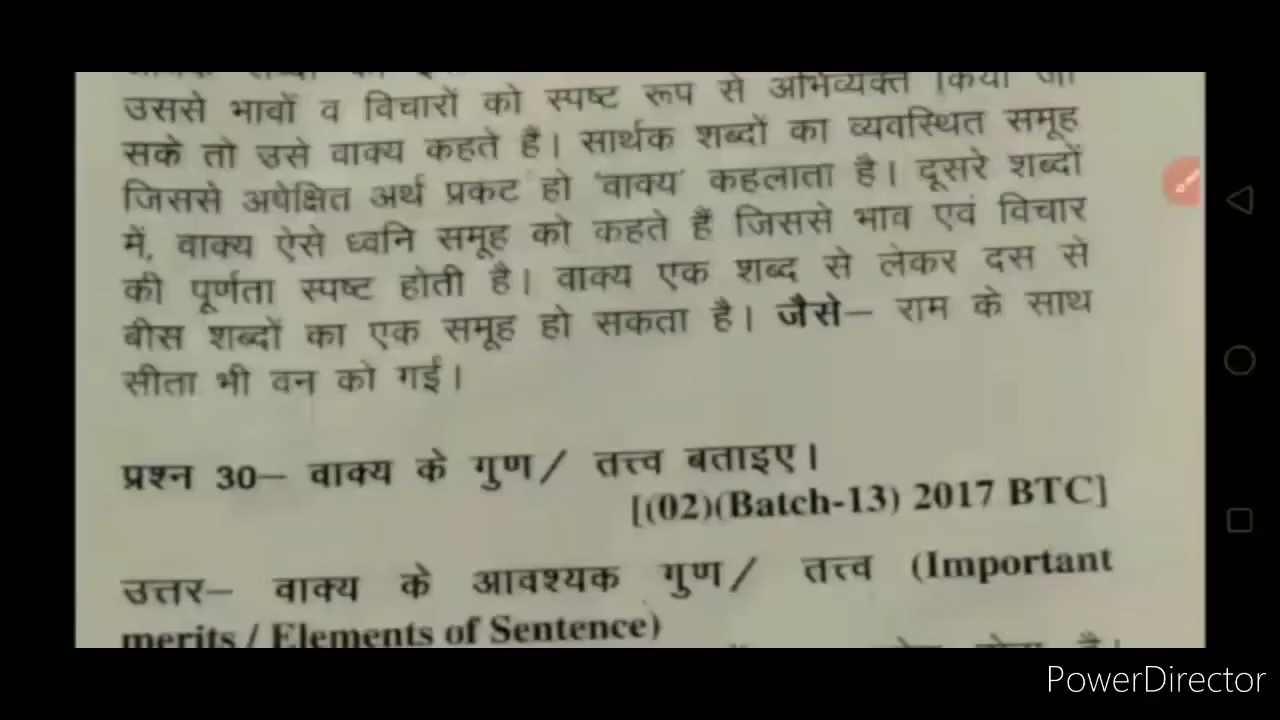 उससे भावों व विचारों को स्पष्ट रूप से अभिव्यक्त किया जा
सके तो उसे वाक्य कहते है। सार्थक शब्दों का व्यवस्थित समूह
जिससे अपेक्षित अर्थ प्रकट हो 'वाक्य' कहलाता है। दूसरे शब्दों
में, वाक्य ऐसे ध्वनि समूह को कहते हैं जिससे भाव एवं विचार
की पूर्णता स्पष्ट होती है। वाक्य एक शब्द से लेकर दस से
बीस शब्दों का एक समूह हो सकता है। जैसे– राम के साथ
सीता भी वन को गई।
प्रश्न 30– वाक्य के गुण/ तत्त्व बताइए।
[(02)(Batch-13) 2017 BTC]
उत्तर– वाक्य के आवश्यक गुण/ तत्त्व (Important
merits / Elements of Sentence)
PowerDirector